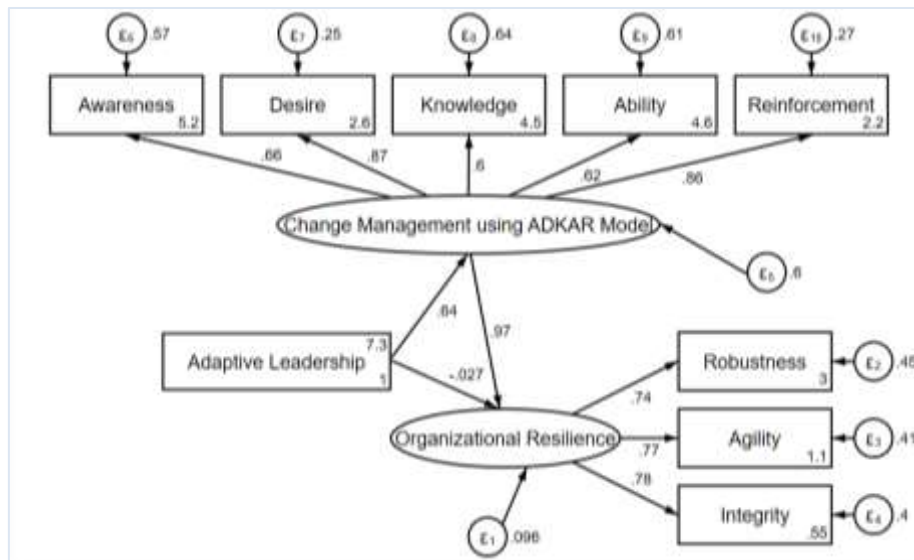 ε₆ .57
ε₇ .25
ε₈ .64
ε₉ .61
ε₁₀ .27
Awareness 5.2
Desire 2.6
Knowledge 4.5
Ability 4.6
Reinforcement 2.2
.66
.87
.6
.62
.86
Change Management using ADKAR Model
ε₅ .6
.64
.97
Adaptive Leadership 7.3 1
-.027
Robustness 3
ε₂ .45
.74
Organizational Resilience
.77
Agility 1.1
ε₃ .41
.78
Integrity .55
ε₄ .4
ε₁ .096